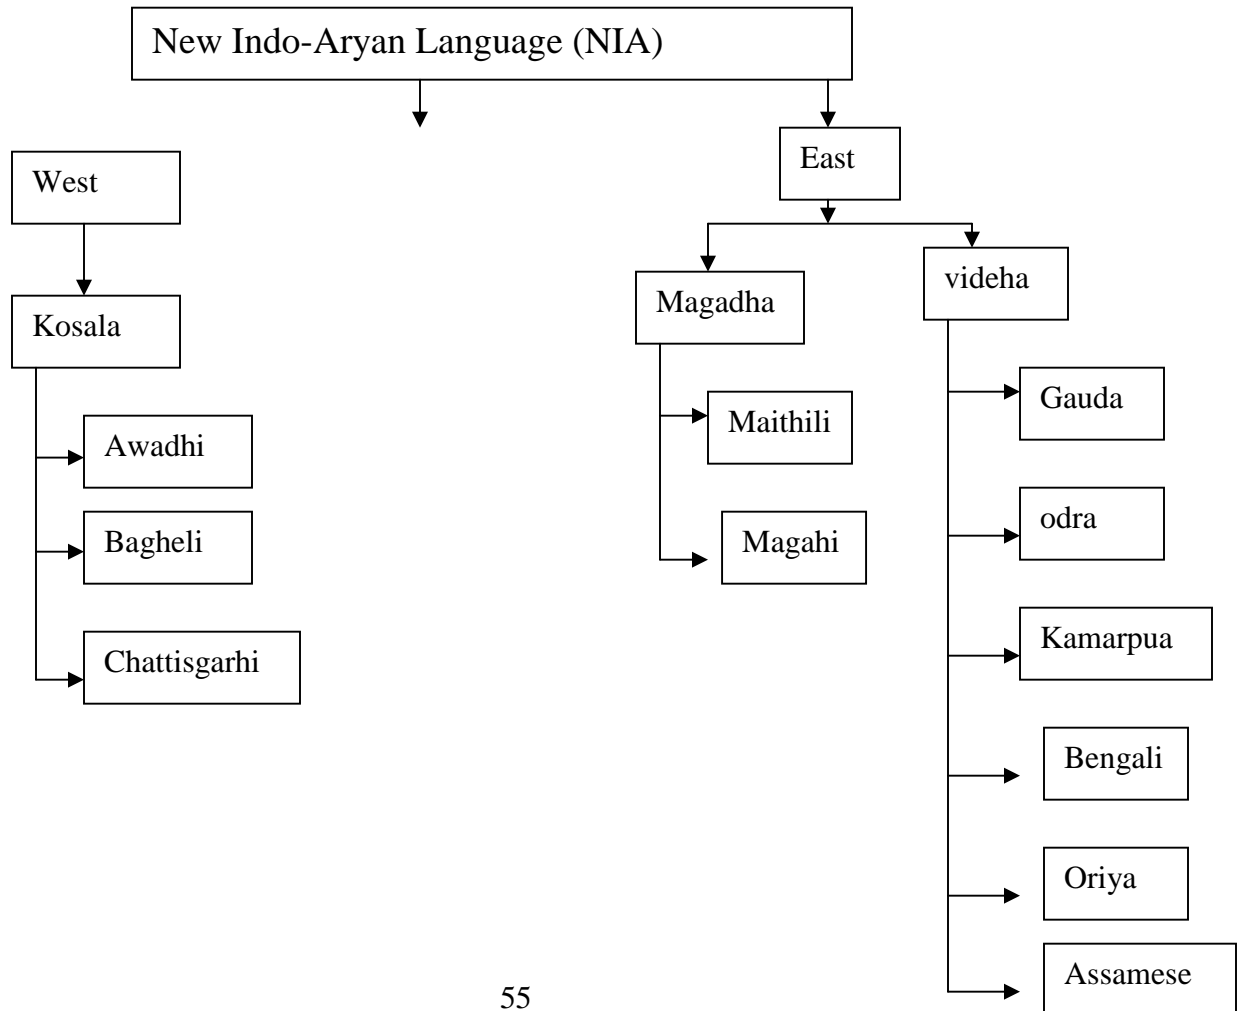 New Indo-Aryan Language (NIA)
West
East
Kosala
Magadha
videha
Awadhi
Bagheli
Chattisgarhi
Maithili
Magahi
Gauda
odra
Kamarpua
Bengali
Oriya
Assamese
55